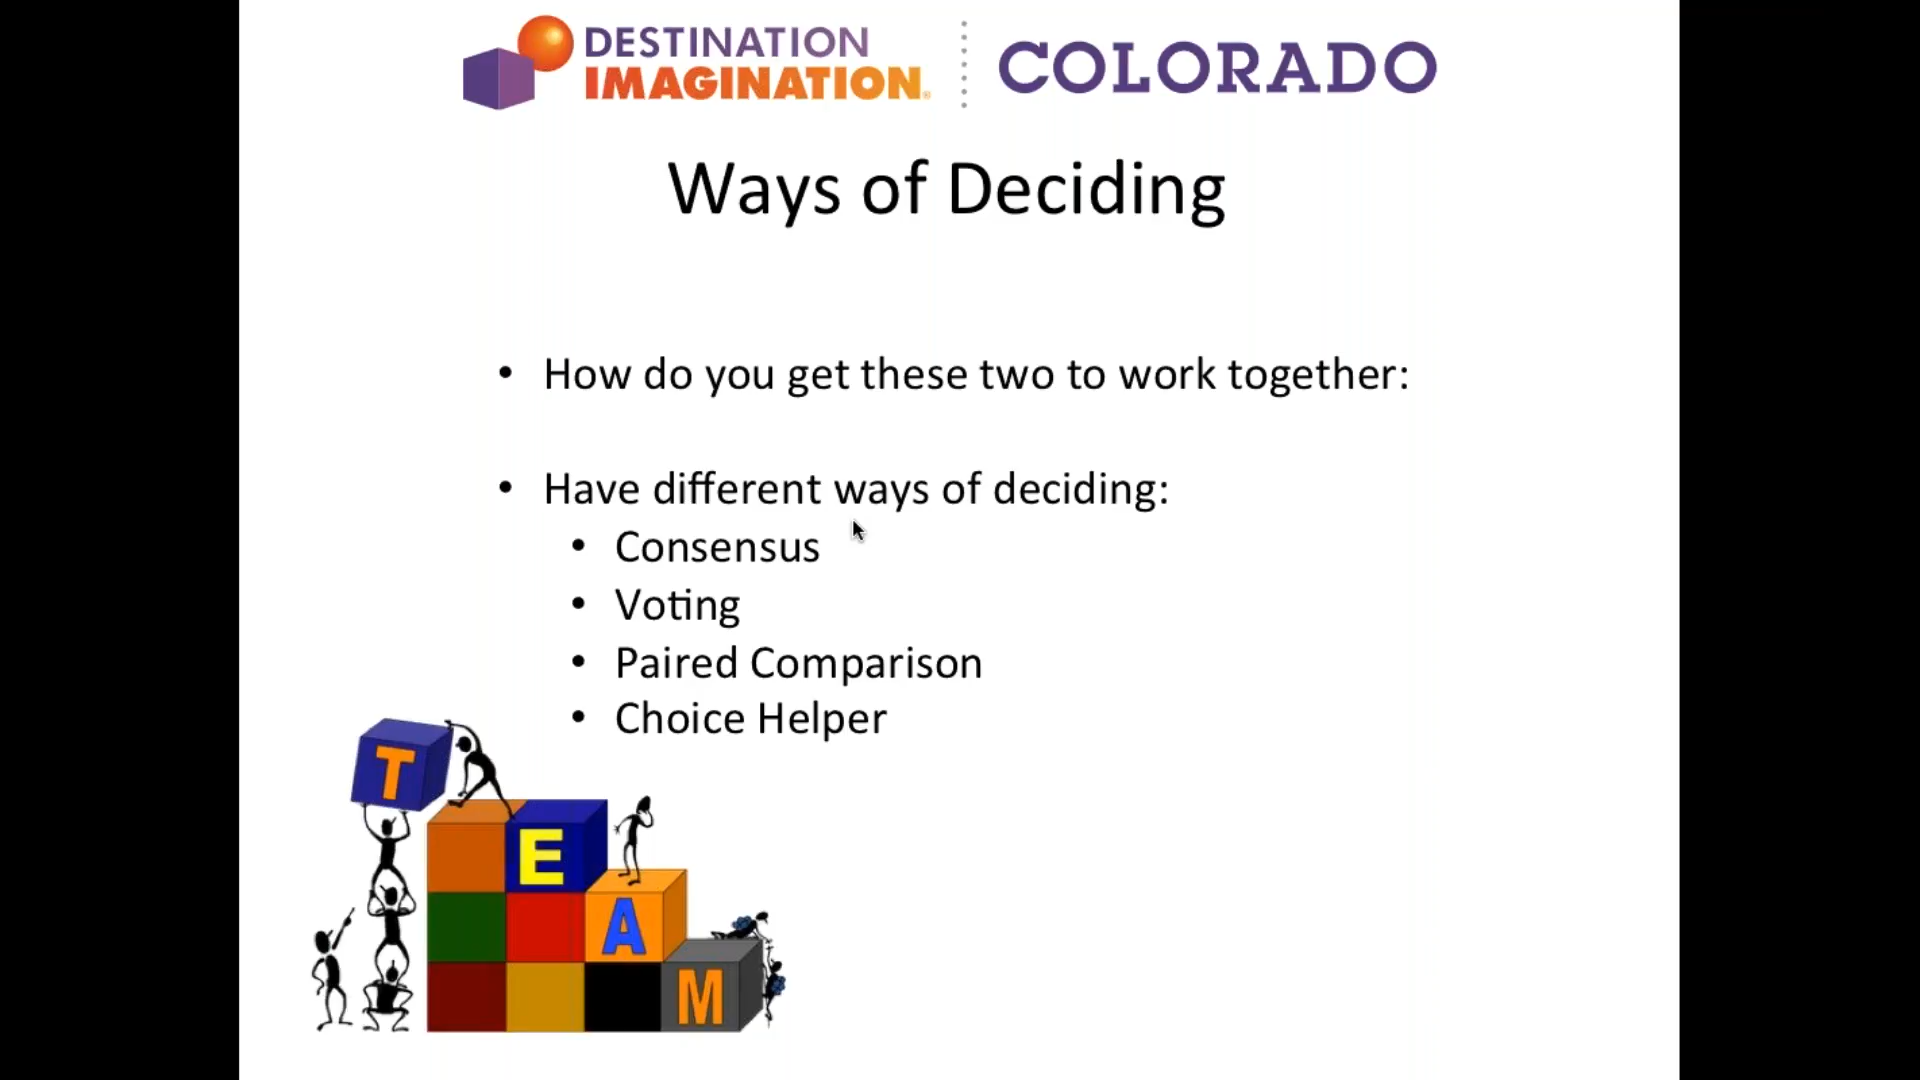 DESTINATION
IMAGINATION®
COLORADO
Ways of Deciding
• How do you get these two to work together:
• Have different ways of deciding:
• Consensus
• Voting
• Paired Comparison
• Choice Helper
T
E
A
M